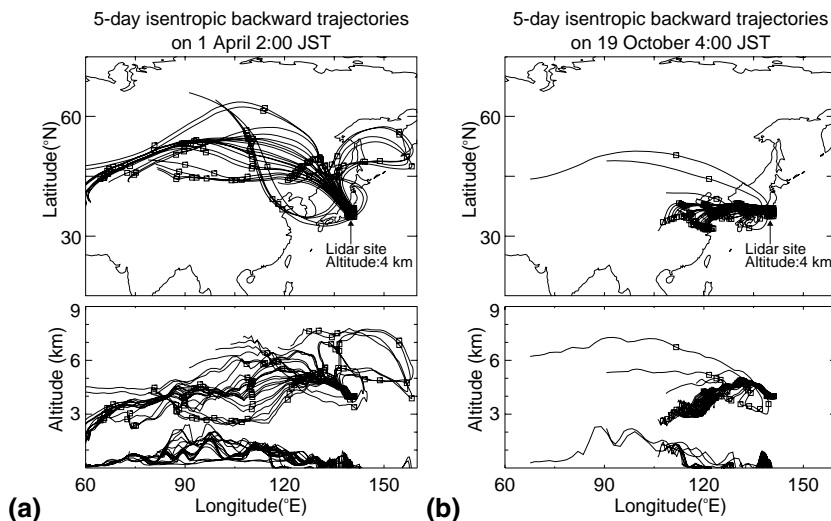 5-day isentropic backward trajectories
on 1 April 2:00 JST
60
30
Latitude(°N)
Lidar site
Altitude:4 km
9
6
3
Altitude (km)
60 90 120 150
Longitude(°E)
(a)
5-day isentropic backward trajectories
on 19 October 4:00 JST
60
30
Latitude(°N)
Lidar site
Altitude:4 km
9
6
3
Altitude (km)
60 90 120 150
Longitude(°E)
(b)